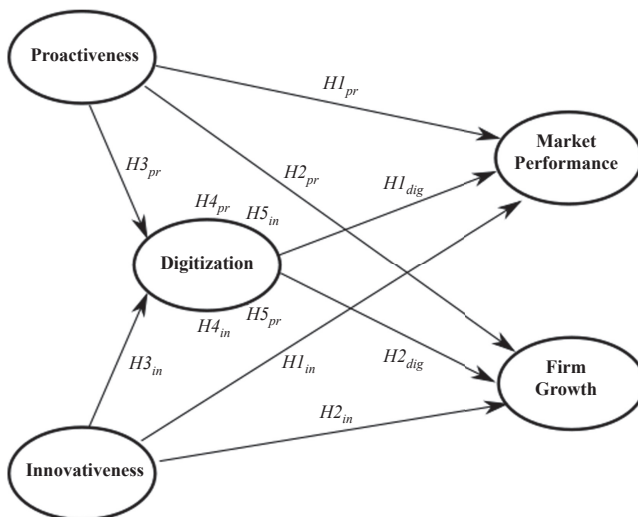 Proactiveness
H1pr
Market
Performance
H3pr
H2pr
H1dig
H4pr
H5in
Digitization
H4in
H5pr
H3in
H1in
H2dig
Firm
Growth
H2in
Innovativeness